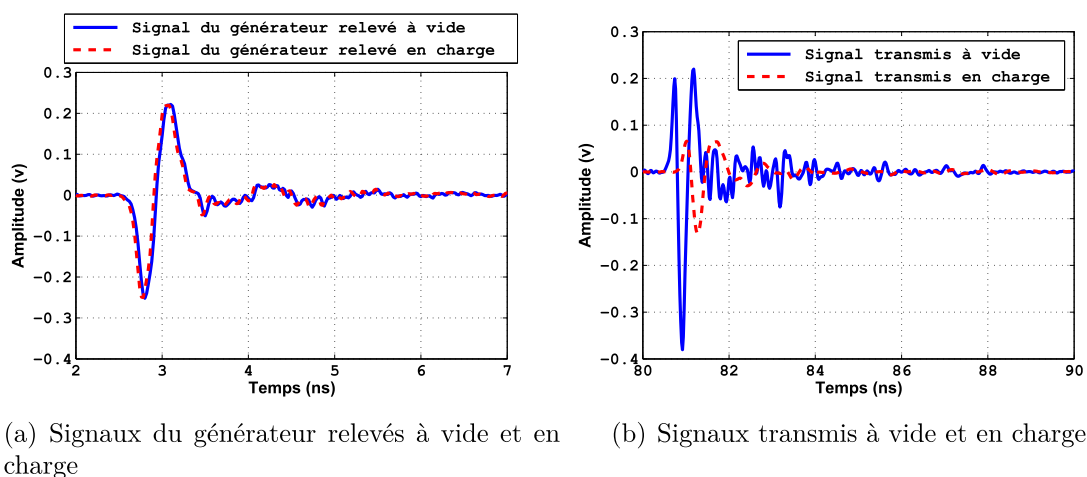 Signal du générateur relevé à vide
Signal du générateur relevé en charge
0.3
0.2
0.1
0
−0.1
−0.2
−0.3
−0.4
2 3 4 5 6 7
Amplitude (v)
Temps (ns)
(a) Signaux du générateur relevés à vide et en
charge
Signal transmis à vide
Signal transmis en charge
0.3
0.2
0.1
0
−0.1
−0.2
−0.3
−0.4
80 82 84 86 88 90
Amplitude (v)
Temps (ns)
(b) Signaux transmis à vide et en charge